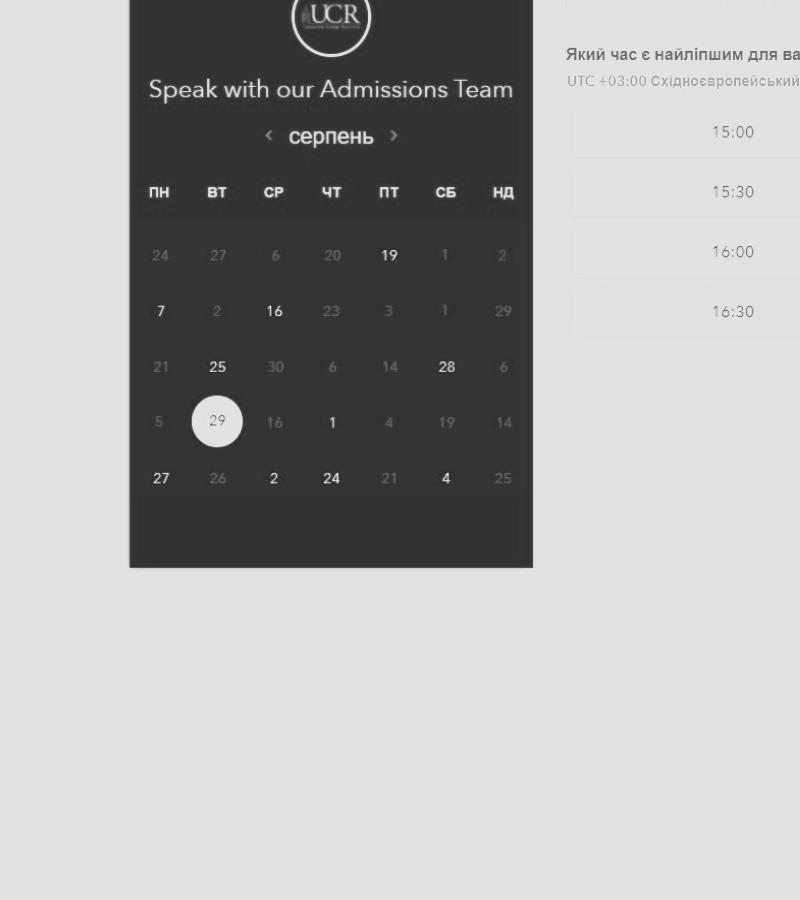 UCR
Speak with our Admissions Team
‹ серпень ›
ПН ВТ СР ЧТ ПТ СБ НД
24 27 6 20 19 1 2
7 2 16 23 3 1 29
21 25 30 6 14 28 6
5 29 16 1 4 19 14
27 26 2 24 21 4 25
Який час є найліпшим для ва
UTC +03:00 Східноєвропейський
15:00
15:30
16:00
16:30